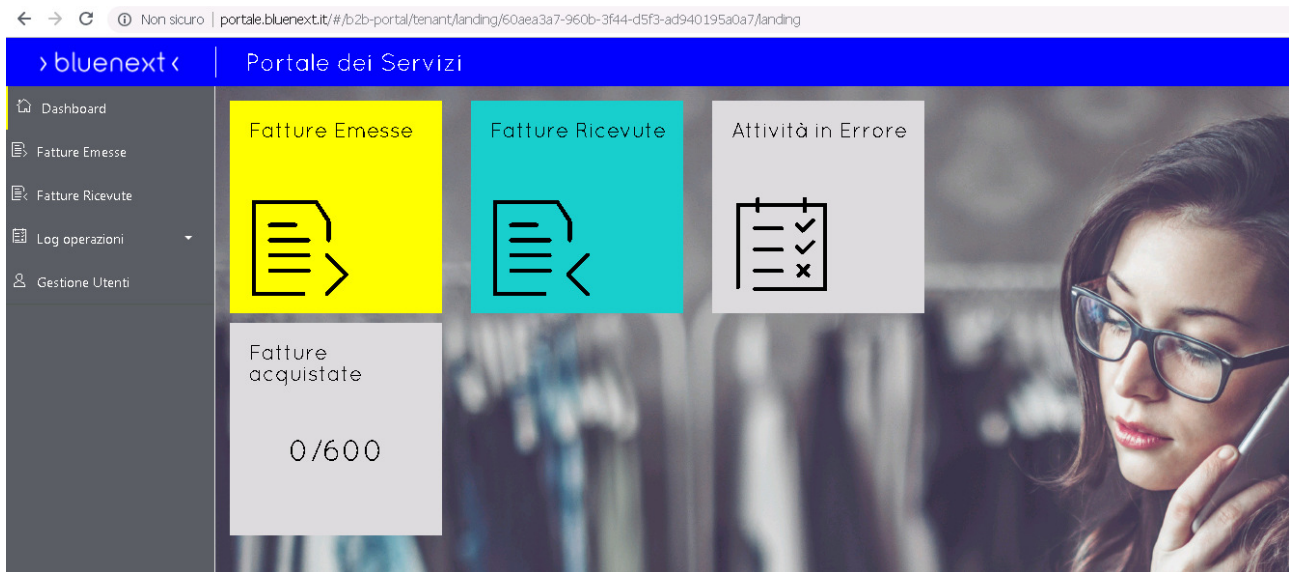 Non sicuro | portale.bluenext.it/#/b2b-portal/tenant/landing/60aea3a7-960b-3f44-d5f3-ad940195a0a7/landing
›bluenext‹ Portale dei Servizi
Dashboard
Fatture Emesse
Fatture Ricevute
Log operazioni
Gestione Utenti
Fatture Emesse
Fatture Ricevute
Attività in Errore
Fatture
acquistate
0/600